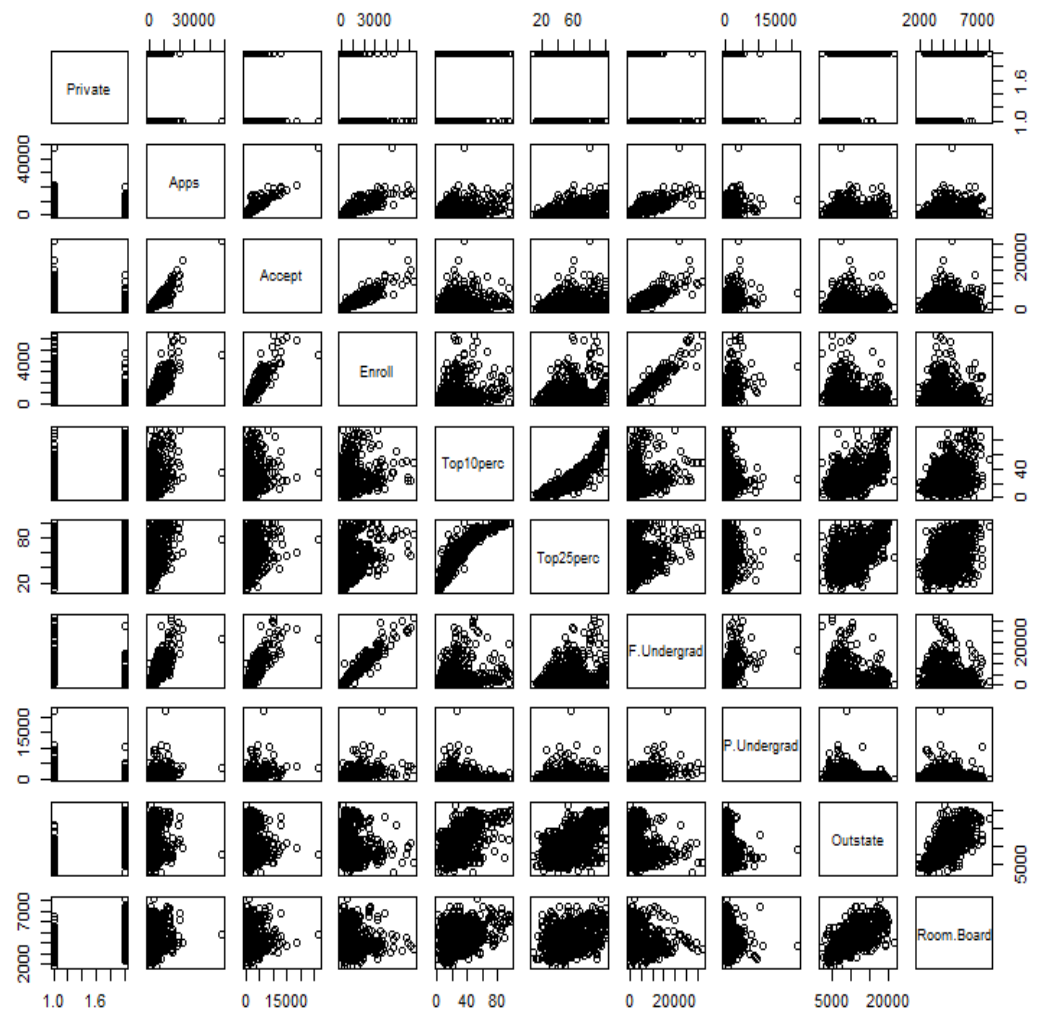 0 30000
0 3000
20 60
0 15000
2000 7000
Private
1.0 1.6
0 40000
Apps
Accept
0 20000
0 4000
Enroll
Top10perc
0 40
20 80
Top25perc
F.Undergrad
0 20000
0 15000
P.Undergrad
Outstate
5000
2000 7000
Room.Board
1.0 1.6
0 15000
0 40 80
0 20000
5000 20000